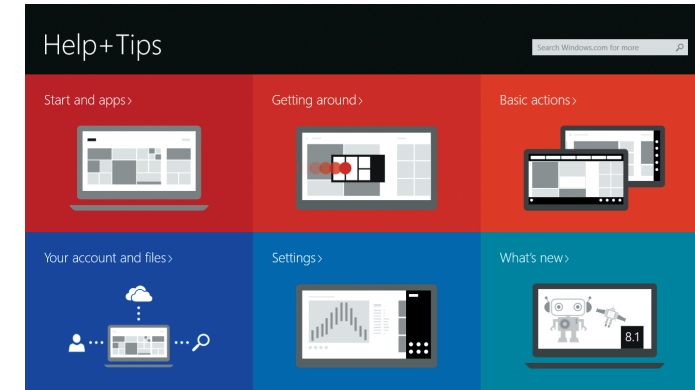 Help+Tips
Search Windows.com for more
Start and apps›
Getting around›
Basic actions›
Your account and files›
Settings›
What's new›
8.1